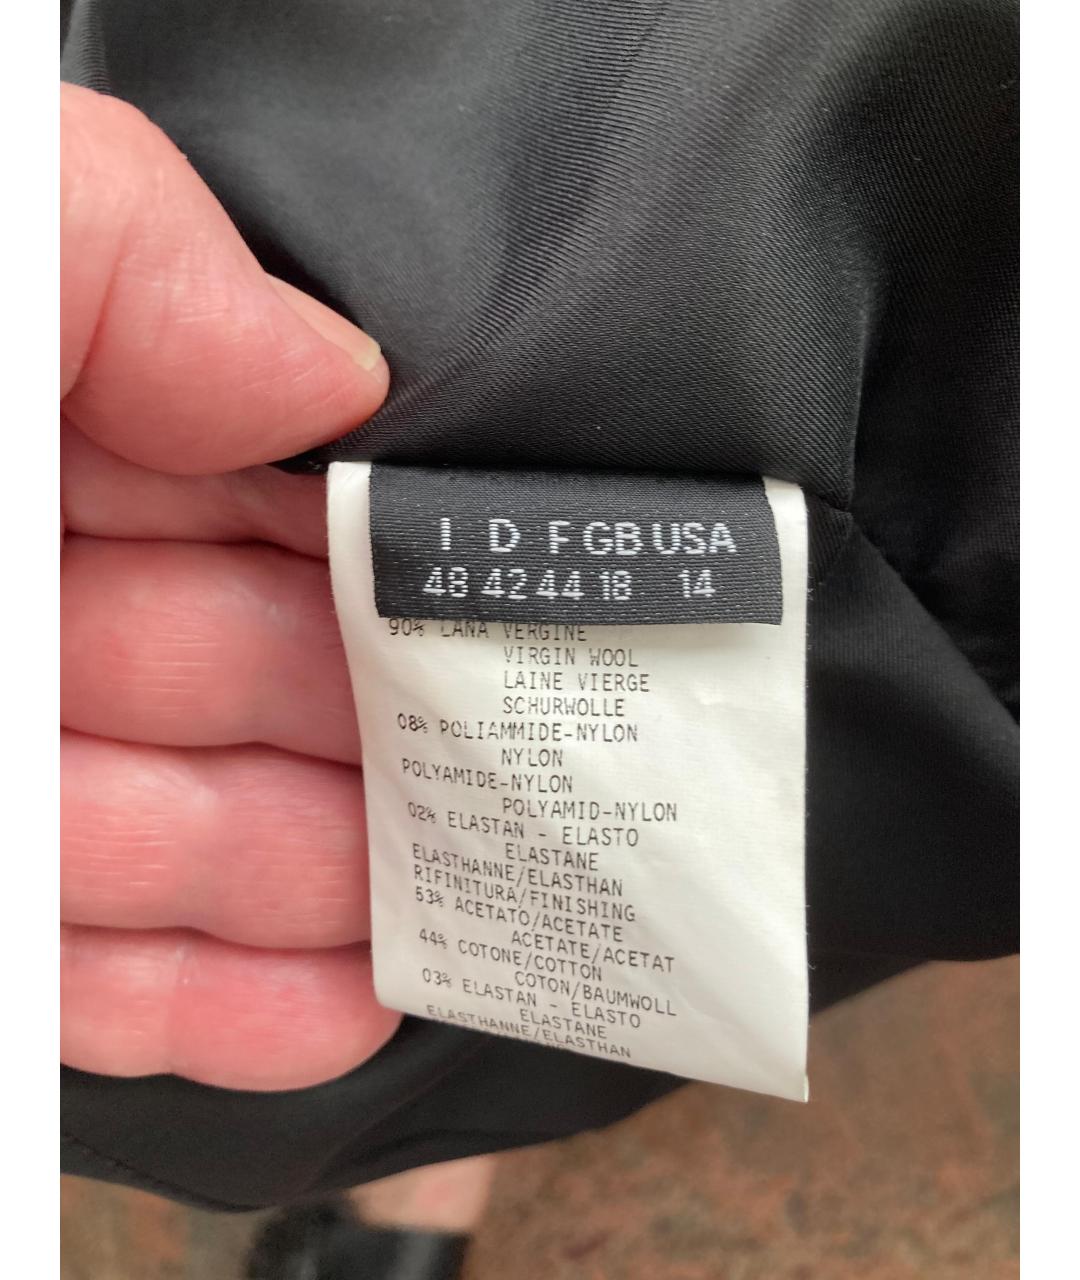 I D F GB USA
48 42 44 18 14
90% LANA VERGINE
VIRGIN WOOL
LAINE VIERGE
SCHURWOLLE
08% POLIAMMIDE-NYLON
NYLON
POLYAMIDE-NYLON
POLYAMID-NYLON
02% ELASTAN - ELASTO
ELASTANE
ELASTHANNE/ELASTHAN
RIFINITURA/FINISHING
53% ACETATO/ACETATE
ACETATE/ACETAT
44% COTONE/COTTON
COTON/BAUMWOLL
03% ELASTAN - ELASTO
ELASTANE
ELASTHANNE/ELASTHAN